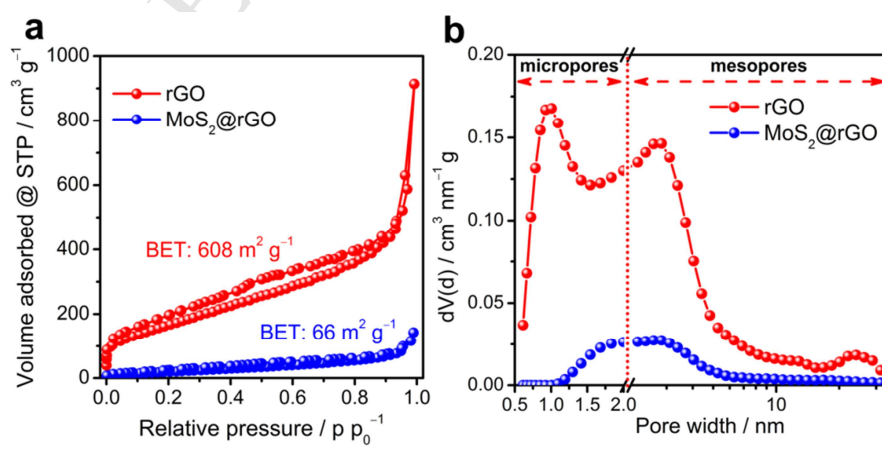 a
1000
800
600
400
200
0
Volume adsorbed @ STP / cm³ g⁻¹
rGO
MoS₂@rGO
BET: 608 m² g⁻¹
BET: 66 m² g⁻¹
0.0 0.2 0.4 0.6 0.8 1.0
Relative pressure / p p₀⁻¹
b
0.20
0.15
0.10
0.05
0.00
dV(d) / cm³ nm⁻¹ g
micropores mesopores
rGO
MoS₂@rGO
0.5 1.0 1.5 2.0 10
Pore width / nm